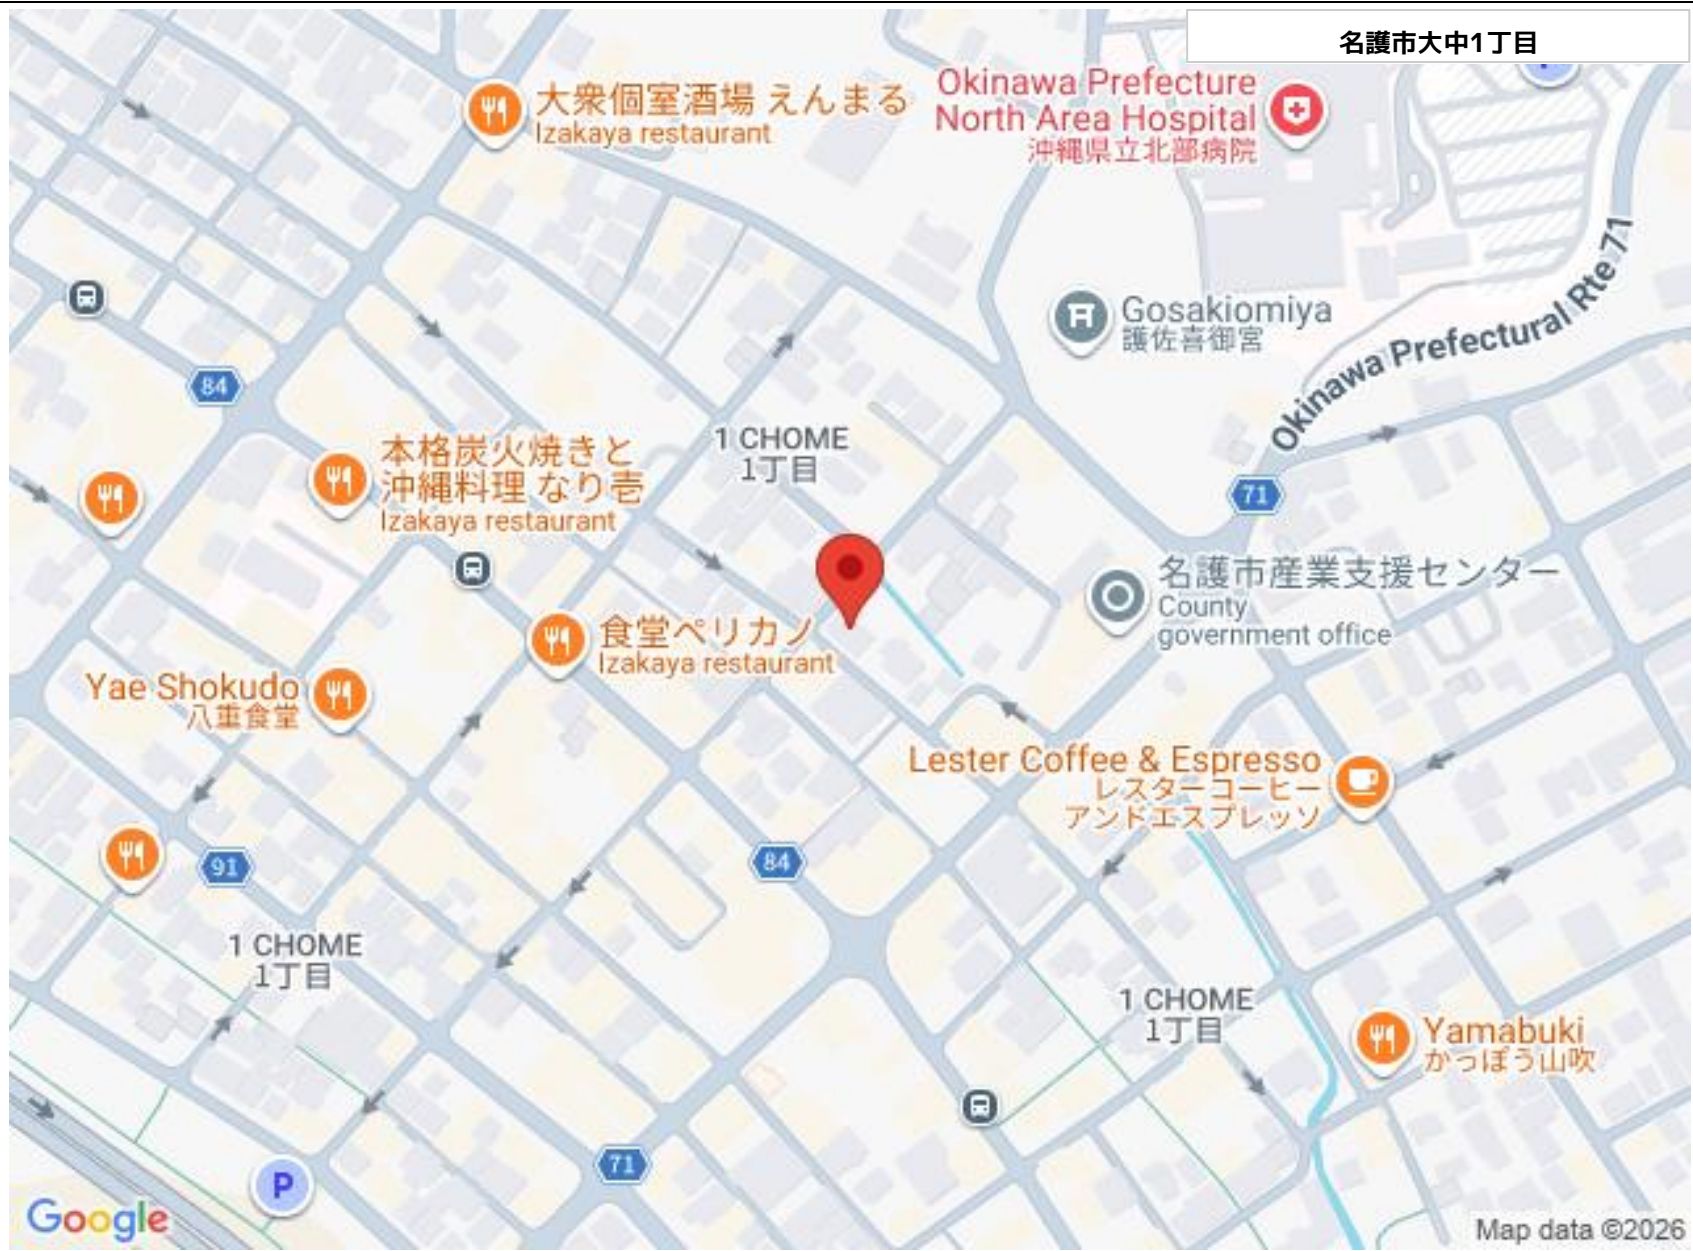 名護市大中1丁目
大衆個室酒場 えんまる
Izakaya restaurant
Okinawa Prefecture
North Area Hospital
沖縄県立北部病院
Gosakiomiya
護佐喜御宮
Okinawa Prefectural Rte 71
84
本格炭火焼きと
沖縄料理 なり壱
Izakaya restaurant
1 CHOME
1丁目
71
名護市産業支援センター
County
government office
食堂ペリカノ
Izakaya restaurant
Yae Shokudo
八重食堂
Lester Coffee & Espresso
レスターコーヒー
アンドエスプレッソ
91
84
1 CHOME
1丁目
1 CHOME
1丁目
Yamabuki
かっぽう山吹
71
P
Google
Map data ©2026